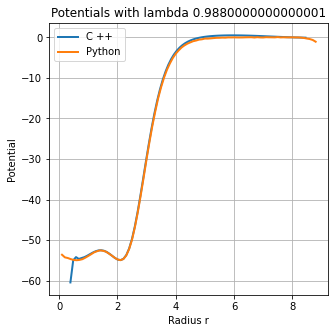 Potentials with lambda 0.9880000000000001
C ++
Python
0
−10
−20
−30
−40
−50
−60
Potential
0 2 4 6 8
Radius r